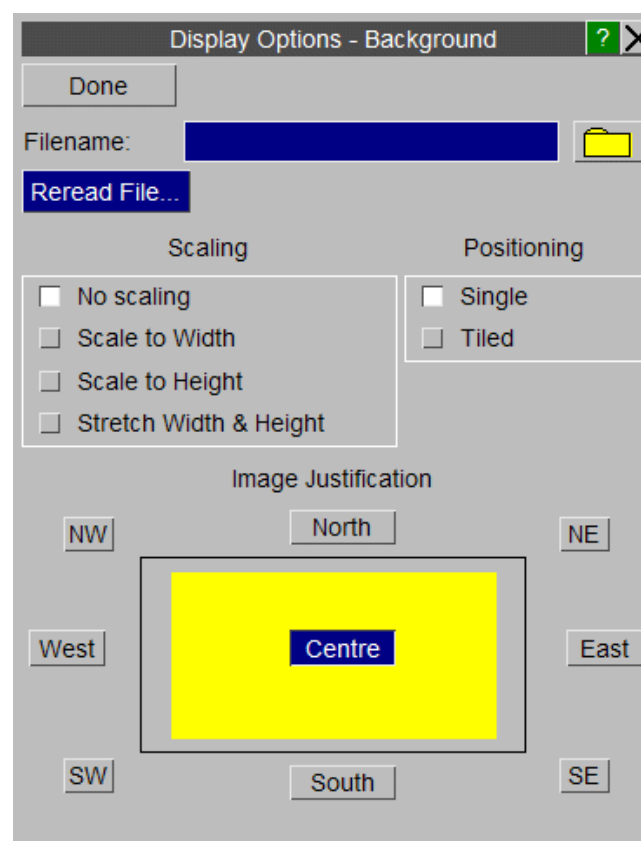 Display Options - Background ? X
Done
Filename:
Reread File...
Scaling Positioning
No scaling Single
Scale to Width Tiled
Scale to Height
Stretch Width & Height
Image Justification
NW North NE
West Centre East
SW South SE